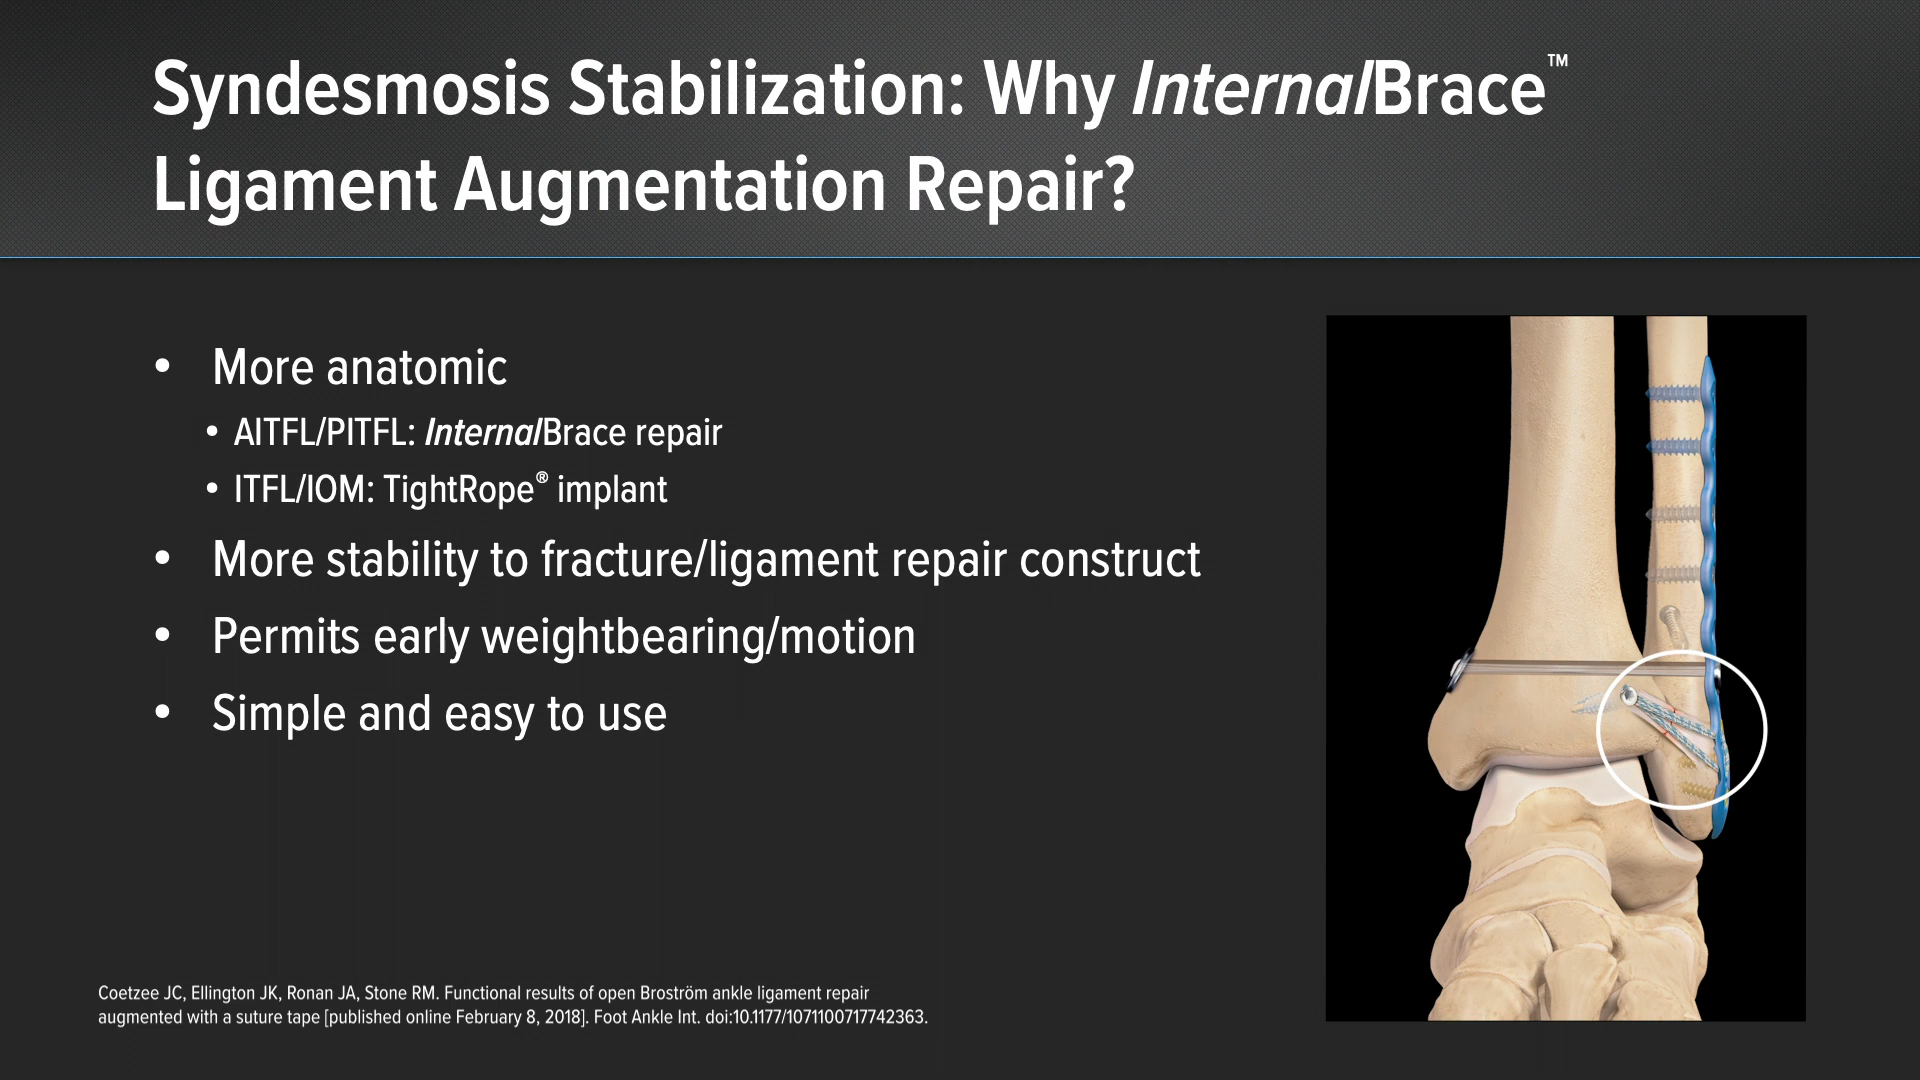 Syndesmosis Stabilization: Why InternalBrace™
Ligament Augmentation Repair?
• More anatomic
• AITFL/PITFL: InternalBrace repair
• ITFL/IOM: TightRope® implant
• More stability to fracture/ligament repair construct
• Permits early weightbearing/motion
• Simple and easy to use
Coetzee JC, Ellington JK, Ronan JA, Stone RM. Functional results of open Broström ankle ligament repair
augmented with a suture tape [published online February 8, 2018]. Foot Ankle Int. doi:10.1177/1071100717742363.